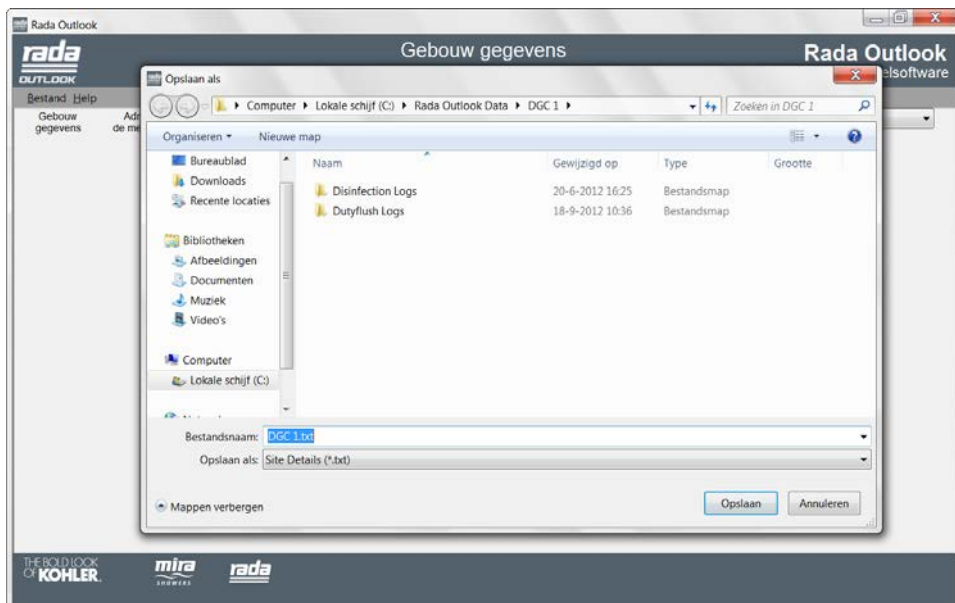 Rada Outlook
rada
OUTLOOK
Gebouw gegevens
Rada Outlook
elsoftware
Bestand Help
Gebouw gegevens
Opslaan als
Computer Lokale schijf (C:) Rada Outlook Data DGC 1
Zoeken in DGC 1
Organiseren Nieuwe map
Bureaublad
Downloads
Recente locaties
Bibliotheken
Afbeeldingen
Documenten
Muziek
Video's
Computer
Lokale schijf (C:)
Naam Gewijzigd op Type Grootte
Disinfection Logs 20-6-2012 16:25 Bestandsmap
Dutyflush Logs 18-9-2012 10:36 Bestandsmap
Bestandsnaam: DGC 1.txt
Opslaan als: Site Details (*.txt)
Mappen verbergen
Opslaan Annuleren
THE BOLD LOOK
OF KOHLER.
mira
SHOWERS
rada